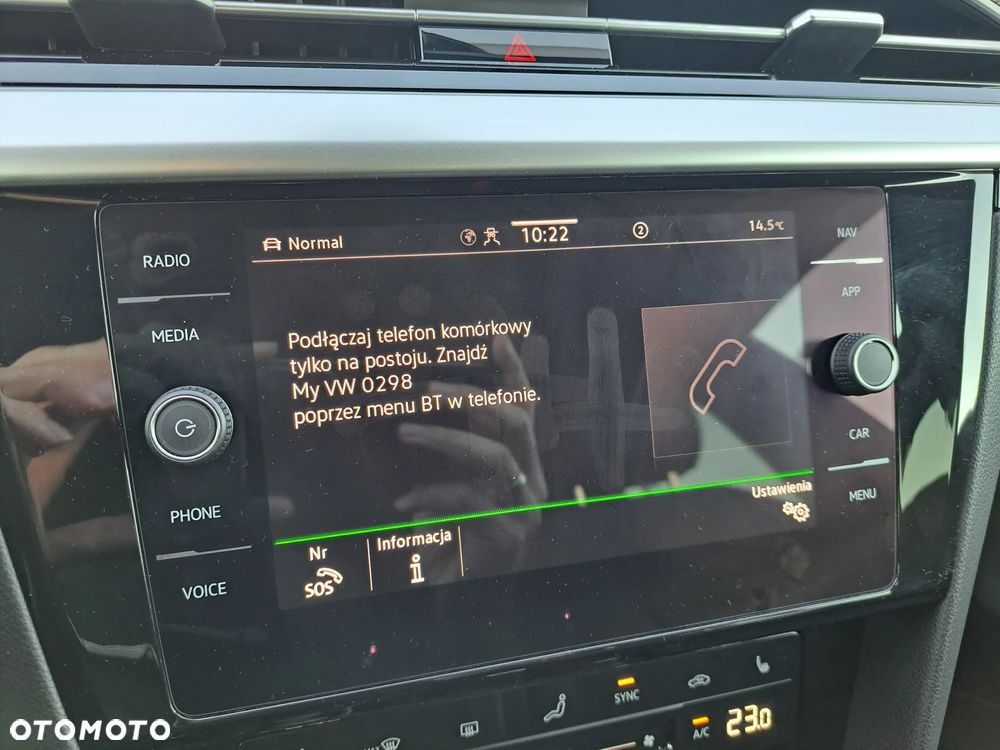 RADIO
MEDIA
PHONE
VOICE
Normal
10:22
2
14.5°C
Podłączaj telefon komórkowy
tylko na postoju. Znajdź
My VW 0298
poprzez menu BT w telefonie.
Ustawienia
Nr
SOS
Informacja
NAV
APP
CAR
MENU
SYNC
A/C
23.0
MAX
OTOMOTO